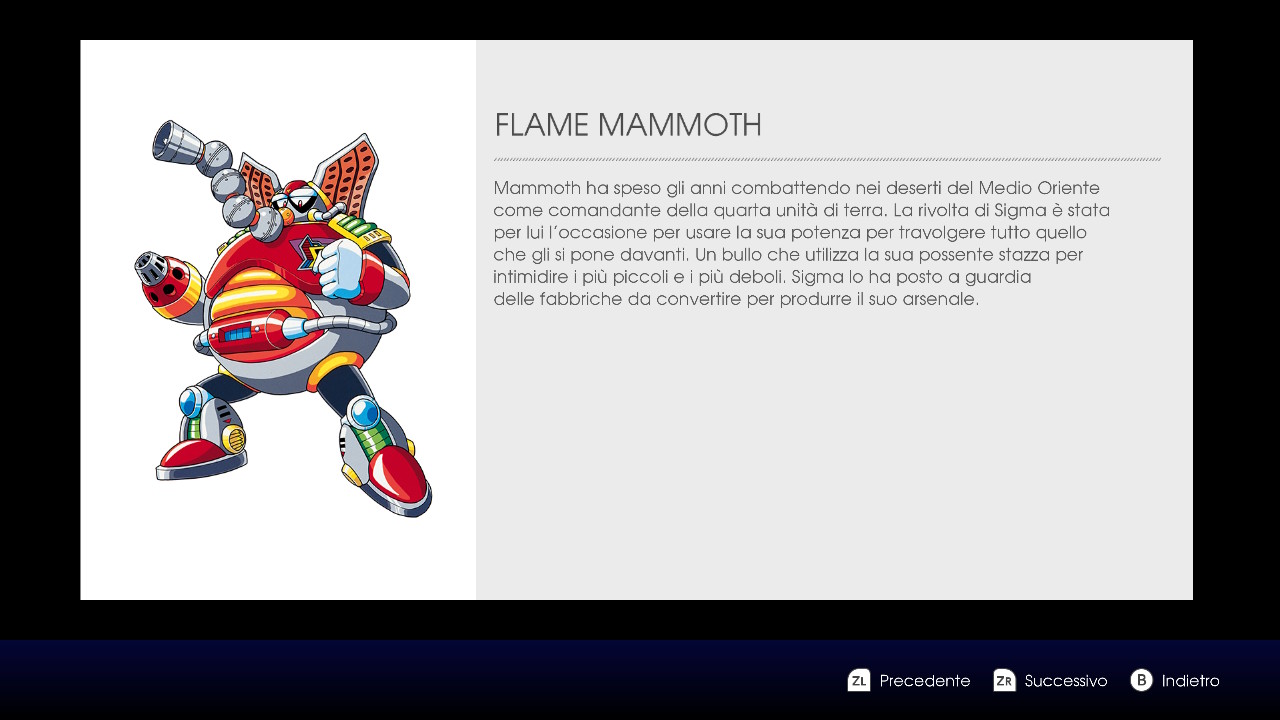 FLAME MAMMOTH
Mammoth ha speso gli anni combattendo nei deserti del Medio Oriente
come comandante della quarta unità di terra. La rivolta di Sigma è stata
per lui l'occasione per usare la sua potenza per travolgere tutto quello
che gli si pone davanti. Un bullo che utilizza la sua possente stazza per
intimidire i più piccoli e i più deboli. Sigma lo ha posto a guardia
delle fabbriche da convertire per produrre il suo arsenale.
ZL Precedente ZR Successivo B Indietro